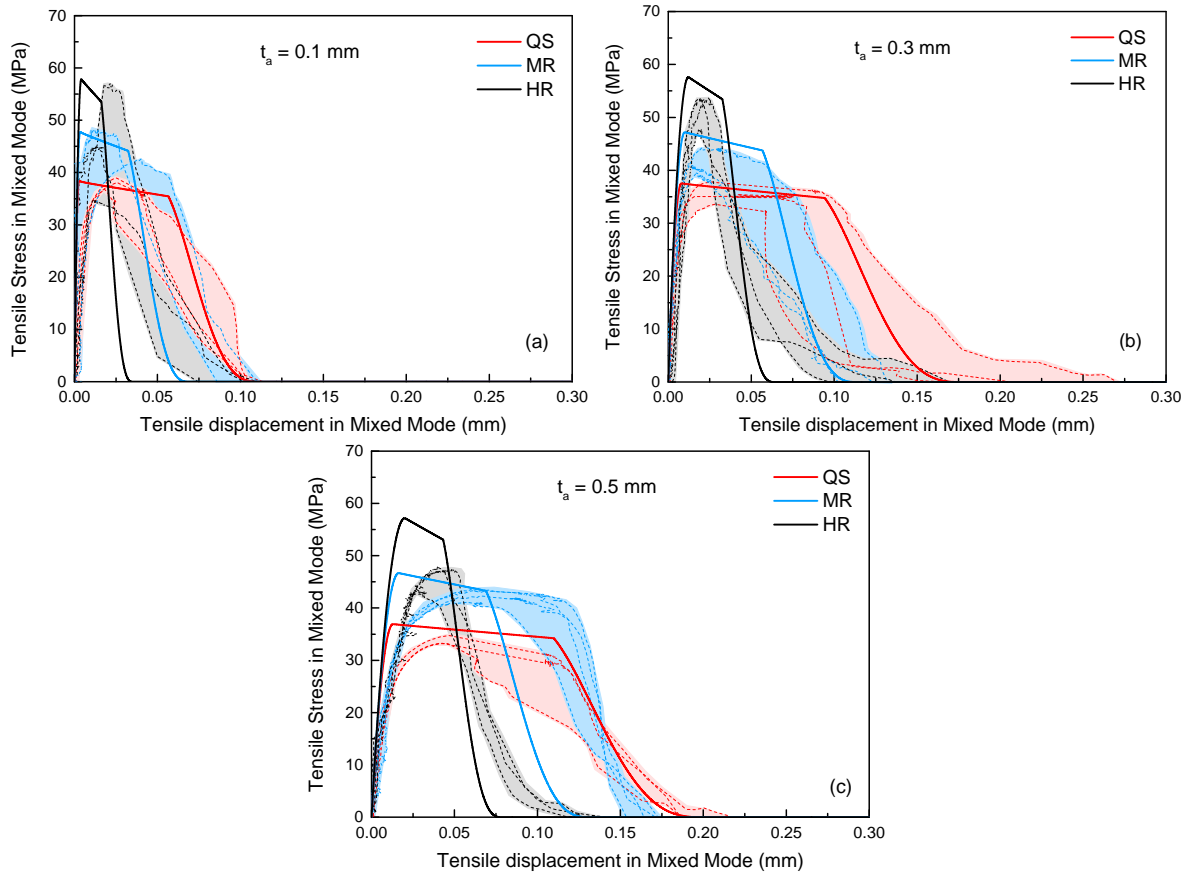 70
60
50
40
30
20
10
0
Tensile Stress in Mixed Mode (MPa)
t_a = 0.1 mm
QS
MR
HR
(a)
0.00 0.05 0.10 0.15 0.20 0.25 0.30
Tensile displacement in Mixed Mode (mm)
70
60
50
40
30
20
10
0
Tensile Stress in Mixed Mode (MPa)
t_a = 0.3 mm
QS
MR
HR
(b)
0.00 0.05 0.10 0.15 0.20 0.25 0.30
Tensile displacement in Mixed Mode (mm)
70
60
50
40
30
20
10
0
Tensile Stress in Mixed Mode (MPa)
t_a = 0.5 mm
QS
MR
HR
(c)
0.00 0.05 0.10 0.15 0.20 0.25 0.30
Tensile displacement in Mixed Mode (mm)